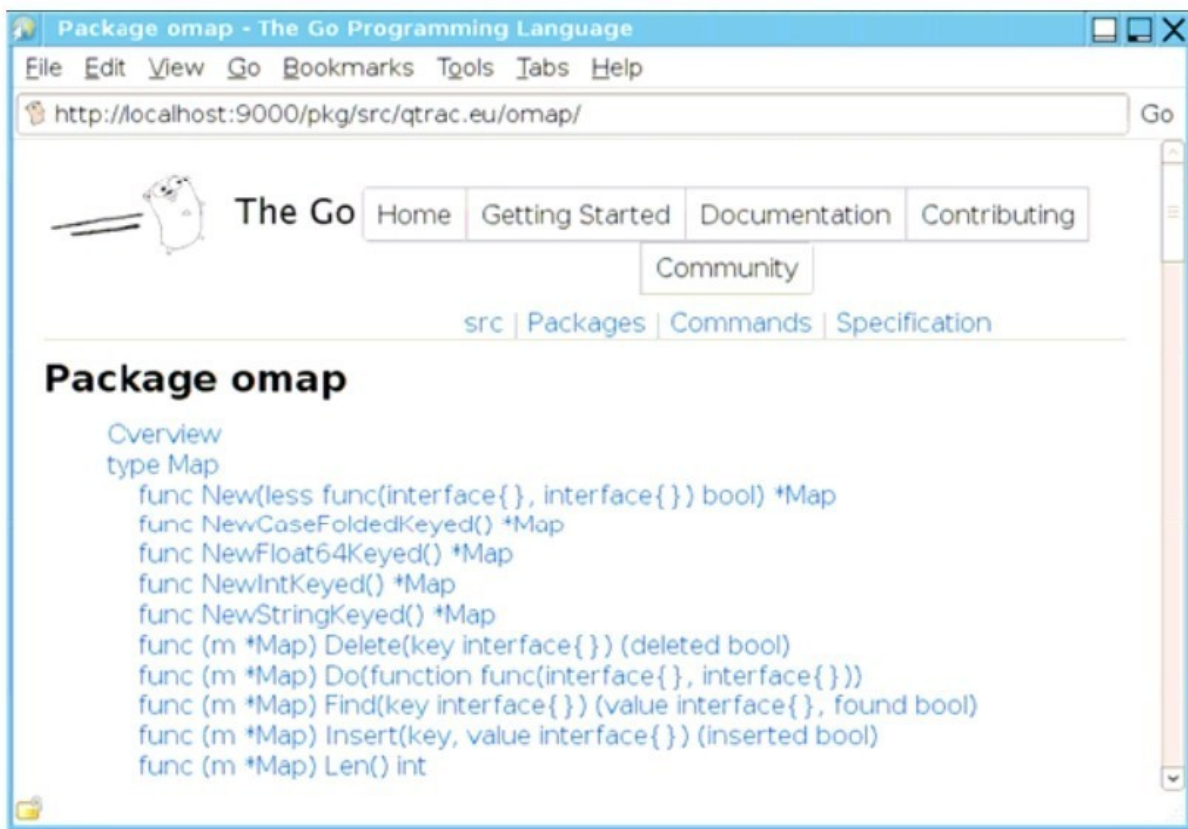 Package omap - The Go Programming Language
File Edit View Go Bookmarks Tools Tabs Help
http://localhost:9000/pkg/src/qtrac.eu/omap/ Go
The Go Home Getting Started Documentation Contributing
Community
src | Packages | Commands | Specification
Package omap
Overview
type Map
func New(less func(interface{}, interface{}) bool) *Map
func NewCaseFoldedKeyed() *Map
func NewFloat64Keyed() *Map
func NewIntKeyed() *Map
func NewStringKeyed() *Map
func (m *Map) Delete(key interface{}) (deleted bool)
func (m *Map) Do(function func(interface{}, interface{}))
func (m *Map) Find(key interface{}) (value interface{}, found bool)
func (m *Map) Insert(key, value interface{}) (inserted bool)
func (m *Map) Len() int